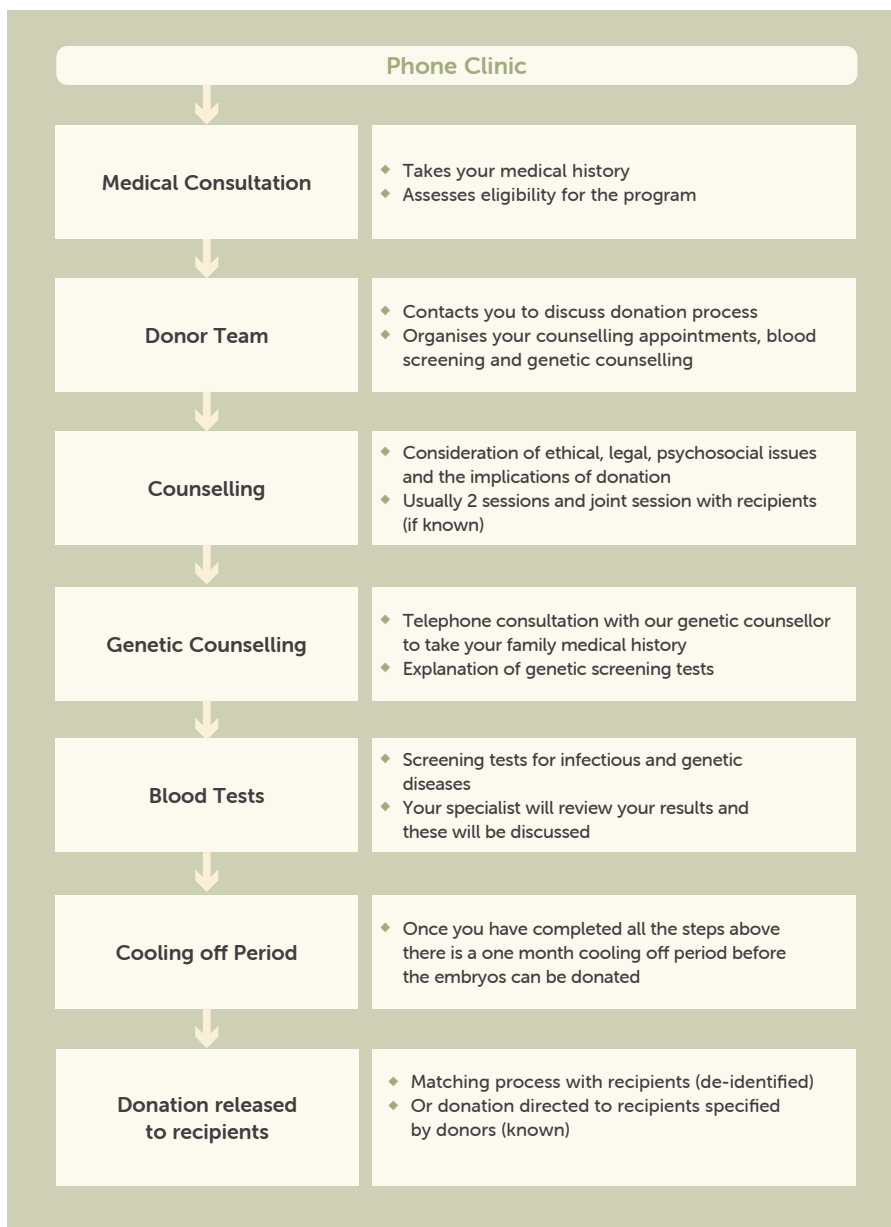 Phone Clinic
Medical Consultation
◆ Takes your medical history
◆ Assesses eligibility for the program
Donor Team
◆ Contacts you to discuss donation process
◆ Organises your counselling appointments, blood
screening and genetic counselling
Counselling
◆ Consideration of ethical, legal, psychosocial issues
and the implications of donation
◆ Usually 2 sessions and joint session with recipients
(if known)
Genetic Counselling
◆ Telephone consultation with our genetic counsellor
to take your family medical history
◆ Explanation of genetic screening tests
Blood Tests
◆ Screening tests for infectious and genetic
diseases
◆ Your specialist will review your results and
these will be discussed
Cooling off Period
◆ Once you have completed all the steps above
there is a one month cooling off period before
the embryos can be donated
Donation released
to recipients
◆ Matching process with recipients (de-identified)
◆ Or donation directed to recipients specified
by donors (known)